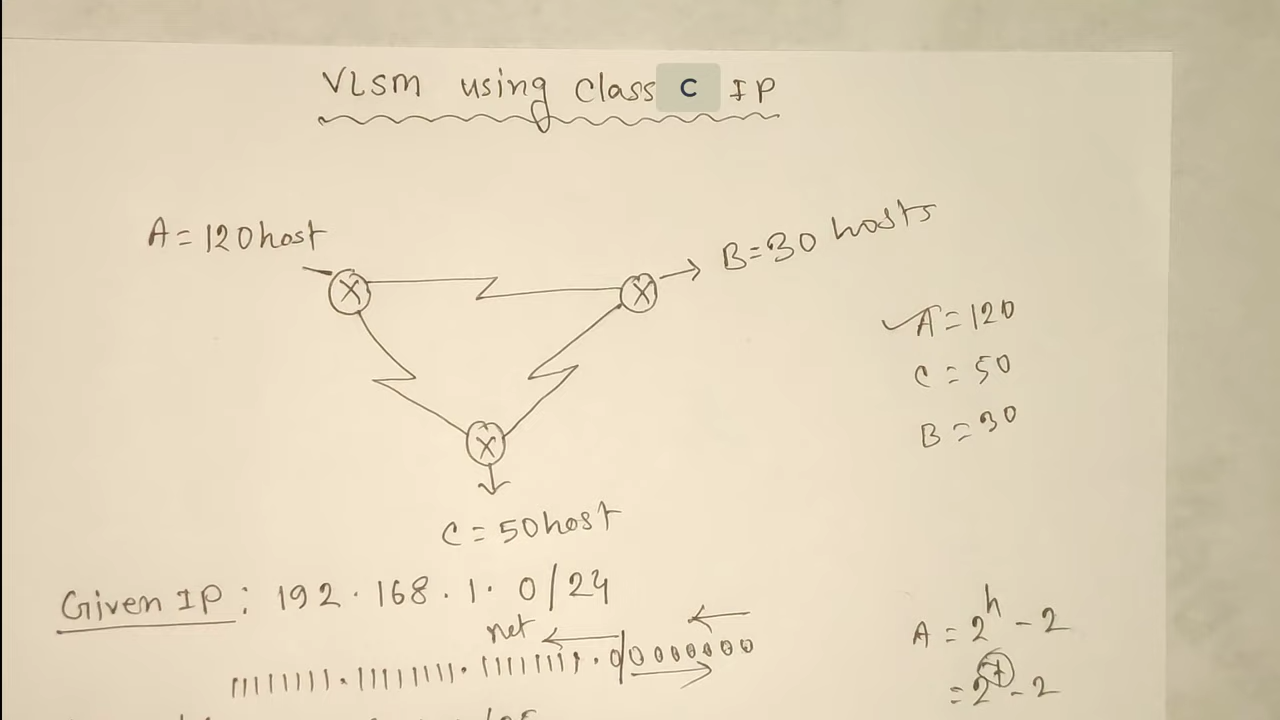 VLSM using Class C IP
A = 120 host
B = 30 hosts
A = 120
C = 50
B = 30
C = 50 host
Given IP : 192.168.1.0/24
net
11111111.11111111.11111111.00000000
A = 2^h - 2
= 2^7 - 2